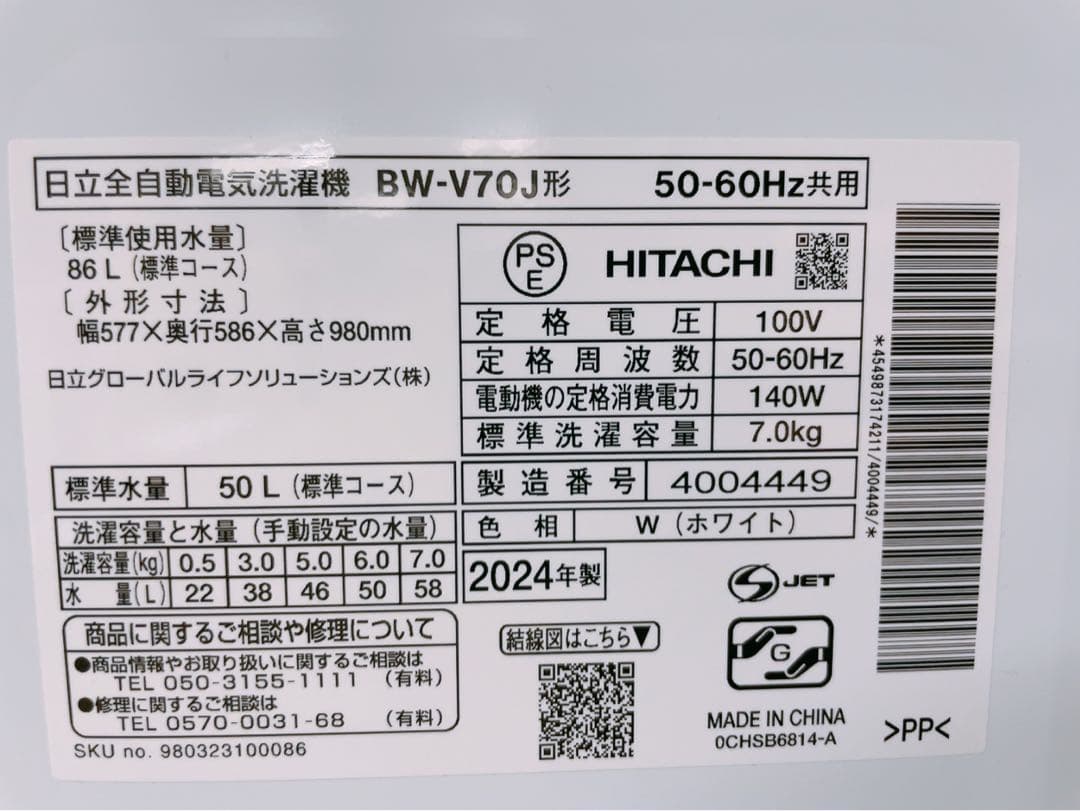 日立全自動電気洗濯機 BW-V70J形 50-60Hz共用
〔標準使用水量〕
86 L (標準コース)
〔外形寸法〕
幅577×奥行586×高さ980mm
日立グローバルライフソリューションズ(株)
PS
E
HITACHI
定格電圧 100V
定格周波数 50-60Hz
電動機の定格消費電力 140W
標準洗濯容量 7.0kg
標準水量 50 L (標準コース)
製造番号 4004449
洗濯容量と水量 (手動設定の水量)
洗濯容量(kg) 0.5 3.0 5.0 6.0 7.0
水量(L) 22 38 46 50 58
色相 W (ホワイト)
2024年製
S JET
商品に関するご相談や修理について
●商品情報やお取り扱いに関するご相談は
TEL 050-3155-1111 (有料)
●修理に関するご相談は
TEL 0570-0031-68 (有料)
SKU no. 980323100086
結線図はこちら▼
G
MADE IN CHINA
0CHSB6814-A
>PP<
*4549873174211/4004449/*